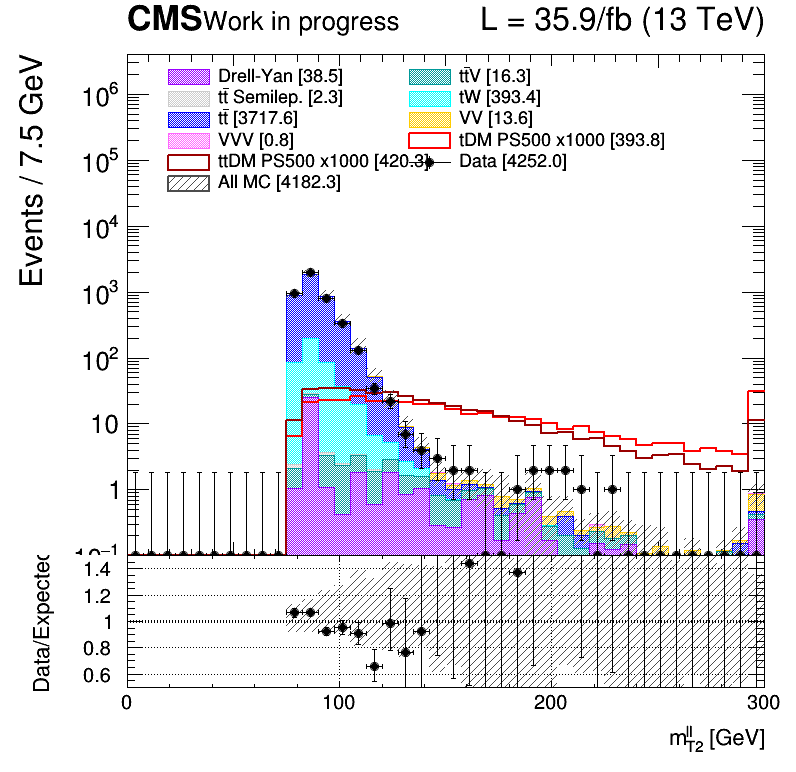 CMS Work in progress L = 35.9/fb (13 TeV)
Events / 7.5 GeV
Drell-Yan [38.5] tt̄V [16.3]
tt̄ Semilep. [2.3] tW [393.4]
tt̄ [3717.6] VV [13.6]
VVV [0.8] tDM PS500 x1000 [393.8]
ttDM PS500 x1000 [420.3] Data [4252.0]
All MC [4182.3]
10⁶
10⁵
10⁴
10³
10²
10
1
10⁻¹
Data/Expected
1.4
1.2
1
0.8
0.6
0 100 200 300
m_T2^ll [GeV]